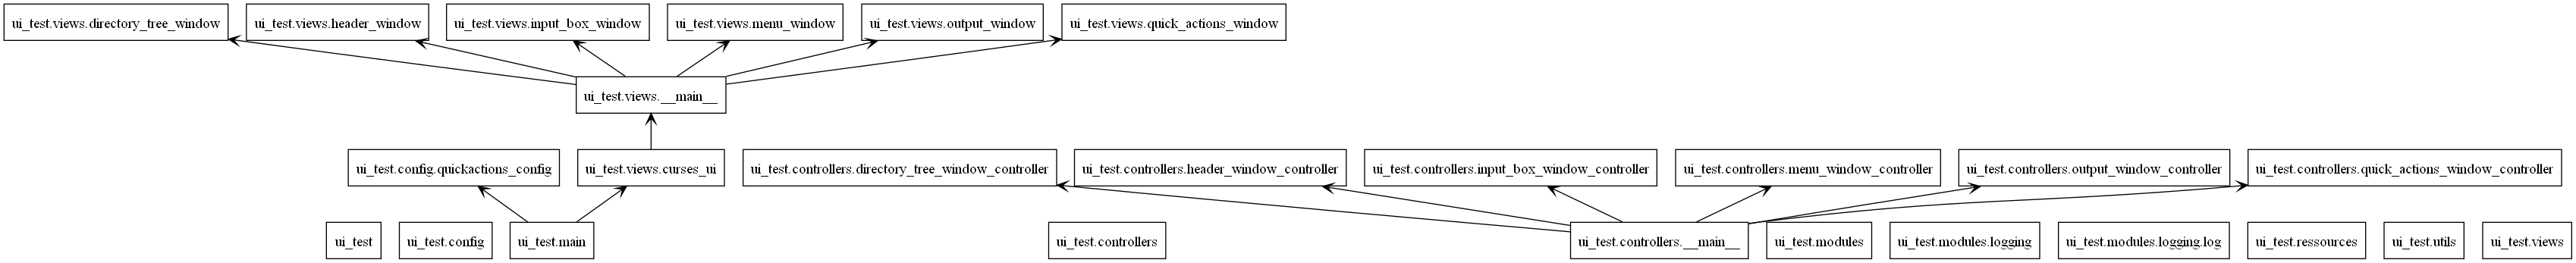 ui_test.views.directory_tree_window
ui_test.views.header_window
ui_test.views.input_box_window
ui_test.views.menu_window
ui_test.views.output_window
ui_test.views.quick_actions_window
ui_test.views.__main__
ui_test.config.quickactions_config
ui_test.views.curses_ui
ui_test.controllers.directory_tree_window_controller
ui_test.controllers.header_window_controller
ui_test.controllers.input_box_window_controller
ui_test.controllers.menu_window_controller
ui_test.controllers.output_window_controller
ui_test.controllers.quick_actions_window_controller
ui_test
ui_test.config
ui_test.main
ui_test.controllers
ui_test.controllers.__main__
ui_test.modules
ui_test.modules.logging
ui_test.modules.logging.log
ui_test.ressources
ui_test.utils
ui_test.views